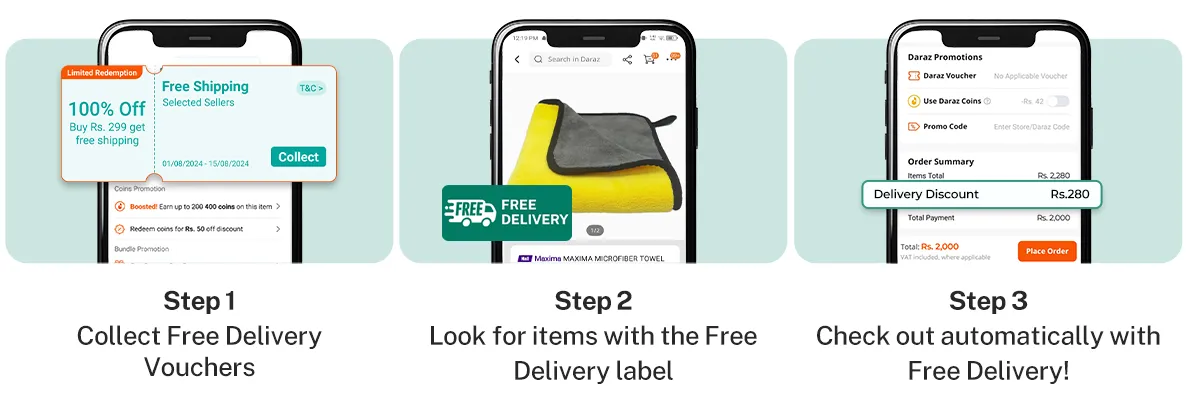 Limited Redemption
100% Off
Buy Rs. 299 get
free shipping
Free Shipping
T&C >
Selected Sellers
01/08/2024 - 15/08/2024
Collect
Coins Promotion
Boosted! Earn up to 200 400 coins on this item >
Redeem coins for Rs. 50 off discount >
Bundle Promotion
Step 1
Collect Free Delivery
Vouchers
12:19 PM
Search in Daraz
FREE
FREE
DELIVERY
1/2
Mall Maxima MAXIMA MICROFIBER TOWEL
Step 2
Look for items with the Free
Delivery label
Daraz Promotions
Daraz Voucher No Applicable Voucher
Use Daraz Coins -Rs. 42
Promo Code Enter Store/Daraz Code
Order Summary
Items Total Rs. 2,280
Delivery Discount Rs.280
Total Payment Rs. 2,000
Total: Rs. 2,000
VAT included, where applicable
Place Order
Step 3
Check out automatically with
Free Delivery!